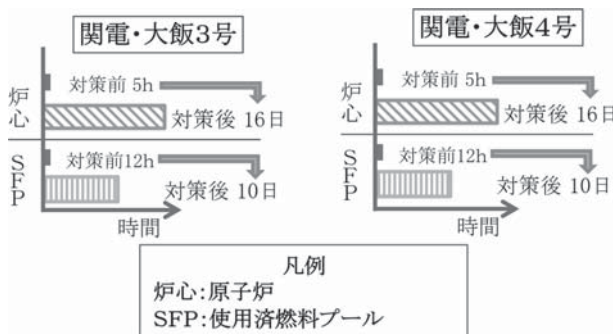 関電・大飯3号
炉心
対策前 5h
対策後 16日
SFP
対策前12h
対策後 10日
時間
関電・大飯4号
炉心
対策前 5h
対策後 16日
SFP
対策前12h
対策後 10日
時間
凡例
炉心:原子炉
SFP:使用済燃料プール